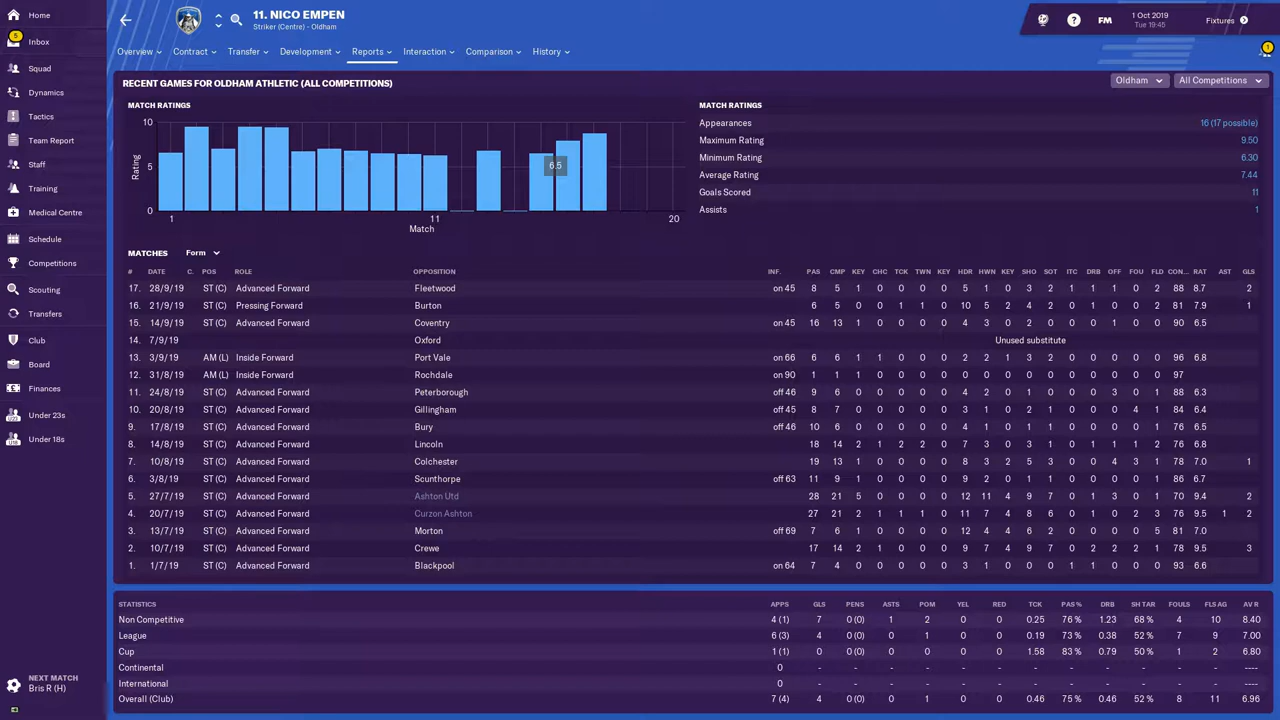 Home
5
Inbox
Squad
Dynamics
Tactics
Team Report
Staff
Training
Medical Centre
Schedule
Competitions
Scouting
Transfers
Club
Board
Finances
Under 23s
Under 18s
NEXT MATCH
Bris R (H)
11. NICO EMPEN
Striker (Centre) - Oldham
FM
1 Oct 2019
Tue 19:45
Fixtures
1
Overview Contract Transfer Development Reports Interaction Comparison History
RECENT GAMES FOR OLDHAM ATHLETIC (ALL COMPETITIONS)
Oldham All Competitions
MATCH RATINGS
10
5
0
Rating
6.5
1 11 20
Match
MATCH RATINGS
Appearances 16 (17 possible)
Maximum Rating 9.50
Minimum Rating 6.30
Average Rating 7.44
Goals Scored 11
Assists 1
MATCHES Form
# DATE C. POS ROLE OPPOSITION INF. PAS CMP KEY CHC TCK TWN KEY HDR HWN KEY SHO SOT ITC DRB OFF FOU FLD CON... RAT AST GLS
17. 28/9/19 ST (C) Advanced Forward Fleetwood on 45 8 5 1 0 0 0 0 5 1 0 3 2 1 1 1 0 2 88 8.7 2
16. 21/9/19 ST (C) Pressing Forward Burton 6 5 0 0 1 1 0 10 5 2 4 2 0 0 0 0 2 81 7.9 1
15. 14/9/19 ST (C) Advanced Forward Coventry on 45 16 13 1 0 0 0 0 4 3 0 2 0 0 0 1 0 0 90 6.5
14. 7/9/19 Oxford Unused substitute
13. 3/9/19 AM (L) Inside Forward Port Vale on 66 6 6 1 1 0 0 0 2 2 1 3 2 0 0 0 0 0 96 6.8
12. 31/8/19 AM (L) Inside Forward Rochdale on 90 1 1 1 0 0 0 0 0 0 0 0 0 0 0 0 0 0 97
11. 24/8/19 ST (C) Advanced Forward Peterborough off 46 9 6 0 0 0 0 0 4 2 0 1 0 0 0 3 0 1 88 6.3
10. 20/8/19 ST (C) Advanced Forward Gillingham off 45 8 7 0 0 0 0 0 3 1 0 2 1 0 0 0 4 1 84 6.4
9. 17/8/19 ST (C) Advanced Forward Bury off 46 10 6 0 0 0 0 0 4 1 0 1 1 0 0 0 1 0 76 6.5
8. 14/8/19 ST (C) Advanced Forward Lincoln 18 14 2 1 2 2 0 7 3 0 3 1 0 1 1 1 2 76 6.8
7. 10/8/19 ST (C) Advanced Forward Colchester 19 13 1 0 0 0 0 8 3 2 5 3 0 0 4 3 1 78 7.0 1
6. 3/8/19 ST (C) Advanced Forward Scunthorpe off 63 11 9 1 0 0 0 0 9 2 0 1 1 0 0 0 0 1 86 6.7
5. 27/7/19 ST (C) Advanced Forward Ashton Utd 28 21 5 0 0 0 0 12 11 4 9 7 0 1 3 0 1 70 9.4 2
4. 20/7/19 ST (C) Advanced Forward Curzon Ashton 27 21 2 1 1 1 0 11 7 4 8 6 0 1 0 2 3 76 9.5 1 2
3. 13/7/19 ST (C) Advanced Forward Morton off 69 7 6 1 0 0 0 0 12 4 4 6 2 0 0 0 0 5 81 7.0
2. 10/7/19 ST (C) Advanced Forward Crewe 17 14 2 1 0 0 0 9 7 4 9 7 0 2 2 2 1 78 9.5 3
1. 1/7/19 ST (C) Advanced Forward Blackpool on 64 7 4 0 0 0 0 0 3 1 0 0 0 1 1 0 0 0 93 6.6
STATISTICS APPS GLS PENS ASTS POM YEL RED TCK PAS % DRB SH TAR FOULS FLS AG AV R
Non Competitive 4 (1) 7 0 (0) 1 2 0 0 0.25 76 % 1.23 68 % 4 10 8.40
League 6 (3) 4 0 (0) 0 1 0 0 0.19 73 % 0.38 52 % 7 9 7.00
Cup 1 (1) 0 0 (0) 0 0 0 0 1.58 83 % 0.79 50 % 1 2 6.80
Continental 0 - - - - - - - - - - - - ----
International 0 - - - - - - - - - - - - ----
Overall (Club) 7 (4) 4 0 (0) 0 1 0 0 0.46 75 % 0.46 52 % 8 11 6.96